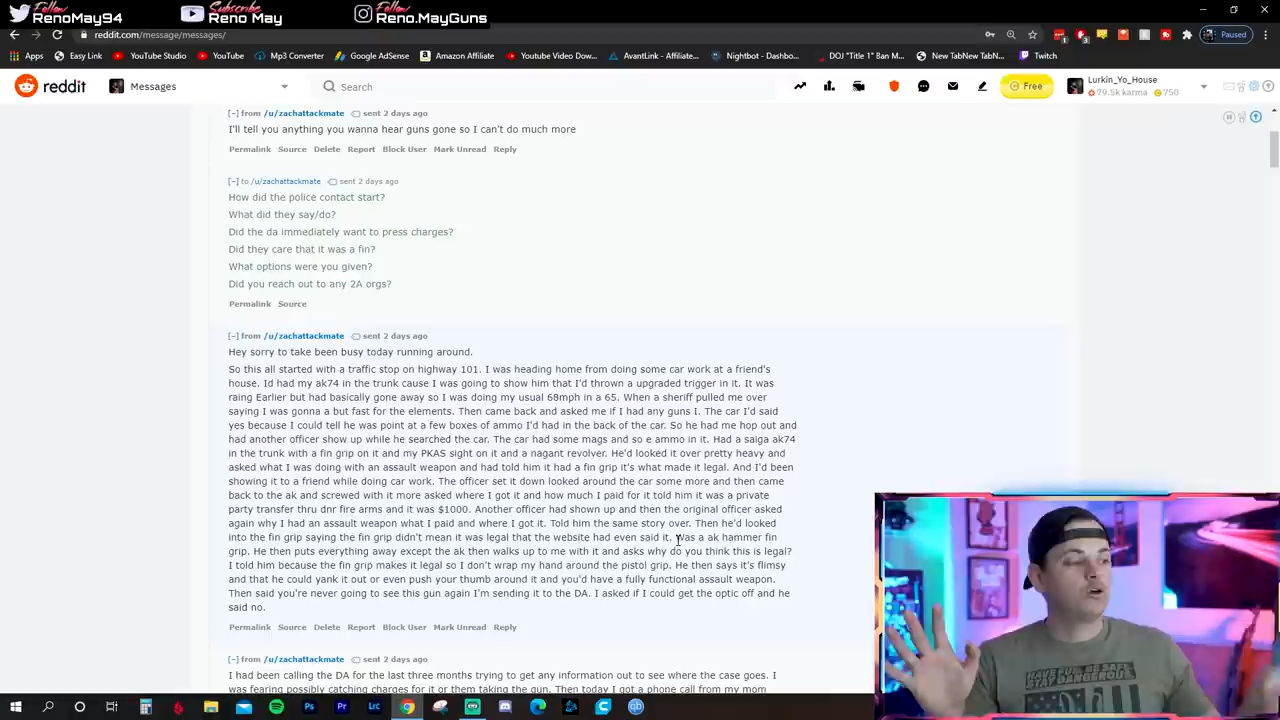 Follow
RenoMay94
Subscribe
Reno May
Follow
Reno.MayGuns
reddit.com/message/messages/
Paused
Apps
Easy Link
YouTube Studio
YouTube
Mp3 Converter
Google AdSense
Amazon Affiliate
Youtube Video Dow...
AvantLink - Affiliate...
Nightbot - Dashbo...
DOJ "Title 1" Ban M...
New TabNew TabN...
Twitch
reddit
Messages
Search
Free
Lurkin_Yo_House
79.5k karma 750
[-] from /u/zachattackmate sent 2 days ago
I'll tell you anything you wanna hear guns gone so I can't do much more
Permalink Source Delete Report Block User Mark Unread Reply
[-] to /u/zachattackmate sent 2 days ago
How did the police contact start?
What did they say/do?
Did the da immediately want to press charges?
Did they care that it was a fin?
What options were you given?
Did you reach out to any 2A orgs?
Permalink Source
[-] from /u/zachattackmate sent 2 days ago
Hey sorry to take been busy today running around.
So this all started with a traffic stop on highway 101. I was heading home from doing some car work at a friend's
house. Id had my ak74 in the trunk cause I was going to show him that I'd thrown a upgraded trigger in it. It was
raing Earlier but had basically gone away so I was doing my usual 68mph in a 65. When a sheriff pulled me over
saying I was gonna a but fast for the elements. Then came back and asked me if I had any guns I. The car I'd said
yes because I could tell he was point at a few boxes of ammo I'd had in the back of the car. So he had me hop out and
had another officer show up while he searched the car. The car had some mags and so e ammo in it. Had a saiga ak74
in the trunk with a fin grip on it and my PKAS sight on it and a nagant revolver. He'd looked it over pretty heavy and
asked what I was doing with an assault weapon and had told him it had a fin grip it's what made it legal. And I'd been
showing it to a friend while doing car work. The officer set it down looked around the car some more and then came
back to the ak and screwed with it more asked where I got it and how much I paid for it told him it was a private
party transfer thru dnr fire arms and it was $1000. Another officer had shown up and then the original officer asked
again why I had an assault weapon what I paid and where I got it. Told him the same story over. Then he'd looked
into the fin grip saying the fin grip didn't mean it was legal that the website had even said it. Was a ak hammer fin
grip. He then puts everything away except the ak then walks up to me with it and asks why do you think this is legal?
I told him because the fin grip makes it legal so I don't wrap my hand around the pistol grip. He then says it's flimsy
and that he could yank it out or even push your thumb around it and you'd have a fully functional assault weapon.
Then said you're never going to see this gun again I'm sending it to the DA. I asked if I could get the optic off and he
said no.
Permalink Source Delete Report Block User Mark Unread Reply
[-] from /u/zachattackmate sent 2 days ago
I had been calling the DA for the last three months trying to get any information out to see where the case goes. I
was fearing possibly catching charges for it or them taking the gun. Then today I got a phone call from my mom
HAVE FUN, BE SAFE,
STAY DANGEROUS